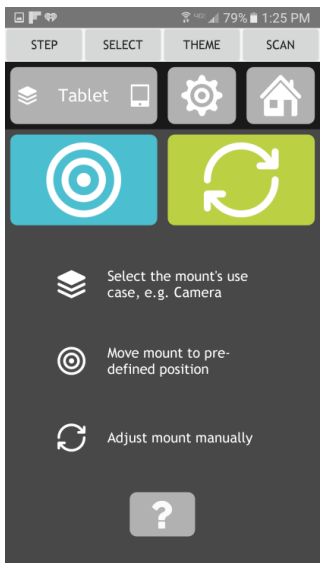 79% 1:25 PM
STEP SELECT THEME SCAN
Tablet
Select the mount's use
case, e.g. Camera
Move mount to pre-
defined position
Adjust mount manually
?